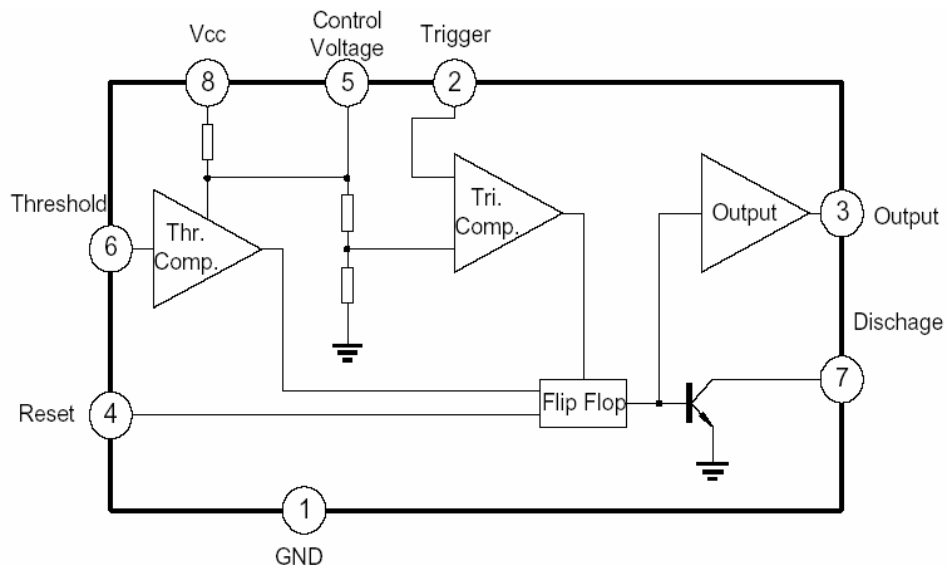 Vcc
Control
Voltage
Trigger
8
5
2
Threshold
6
Thr.
Comp.
Tri.
Comp.
Output
3
Output
Dischage
7
Reset
4
Flip Flop
1
GND